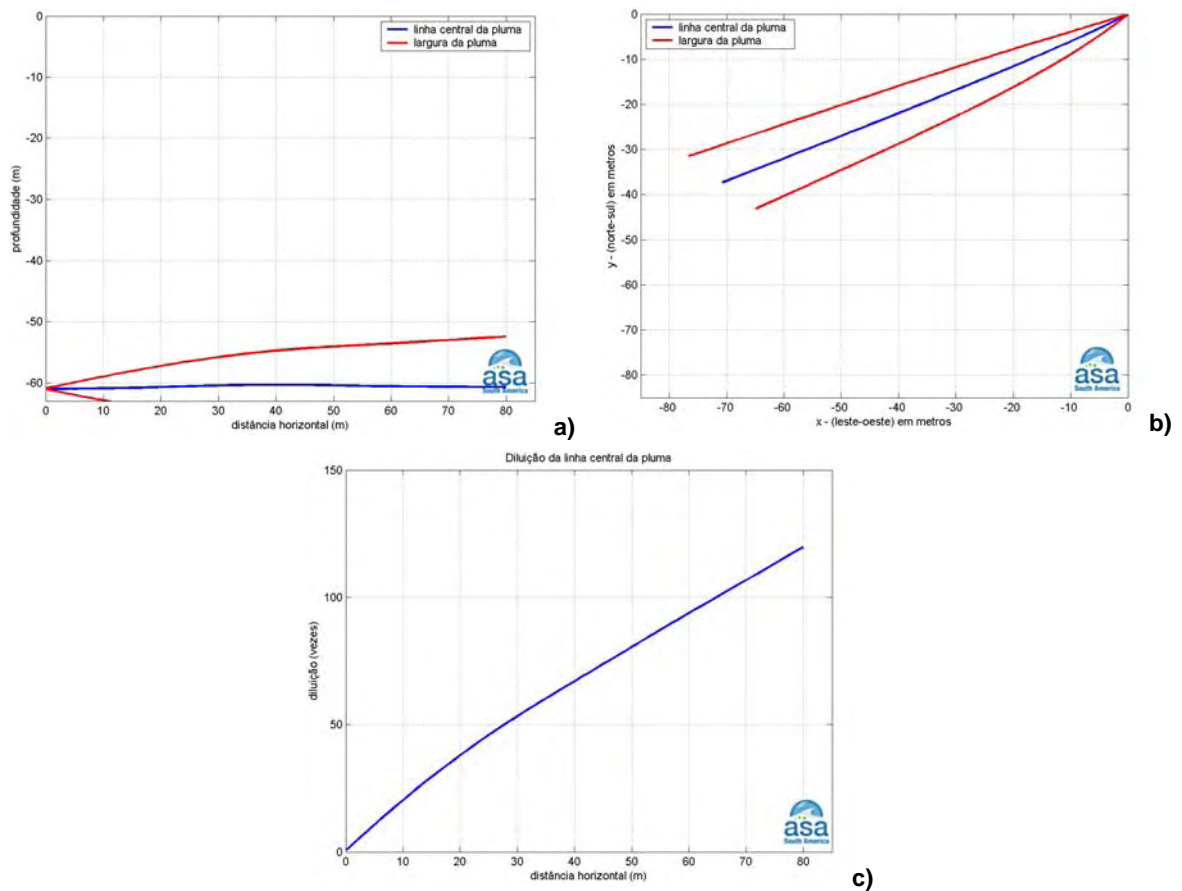 linha central da pluma
largura da pluma
0
-10
-20
-30
-40
-50
-60
profundidade (m)
0 10 20 30 40 50 60 70 80
distância horizontal (m)
asa
South America
a)
linha central da pluma
largura da pluma
0
-10
-20
-30
-40
-50
-60
-70
-80
y - (norte-sul) em metros
-80 -70 -60 -50 -40 -30 -20 -10 0
x - (leste-oeste) em metros
asa
South America
b)
Diluição da linha central da pluma
150
100
50
0
diluição (vezes)
0 10 20 30 40 50 60 70 80
distância horizontal (m)
asa
South America
c)